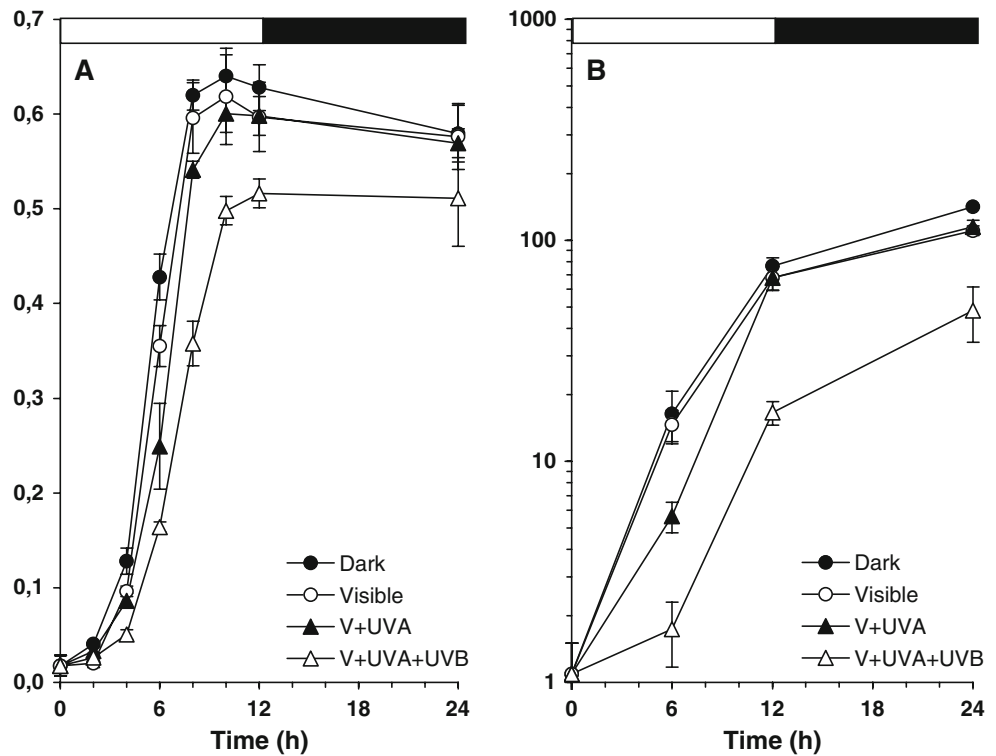 A
0,7
0,6
0,5
0,4
0,3
0,2
0,1
0,0
0 6 12 18 24
Time (h)
Dark
Visible
V+UVA
V+UVA+UVB
B
1000
100
10
1
0 6 12 18 24
Time (h)
Dark
Visible
V+UVA
V+UVA+UVB